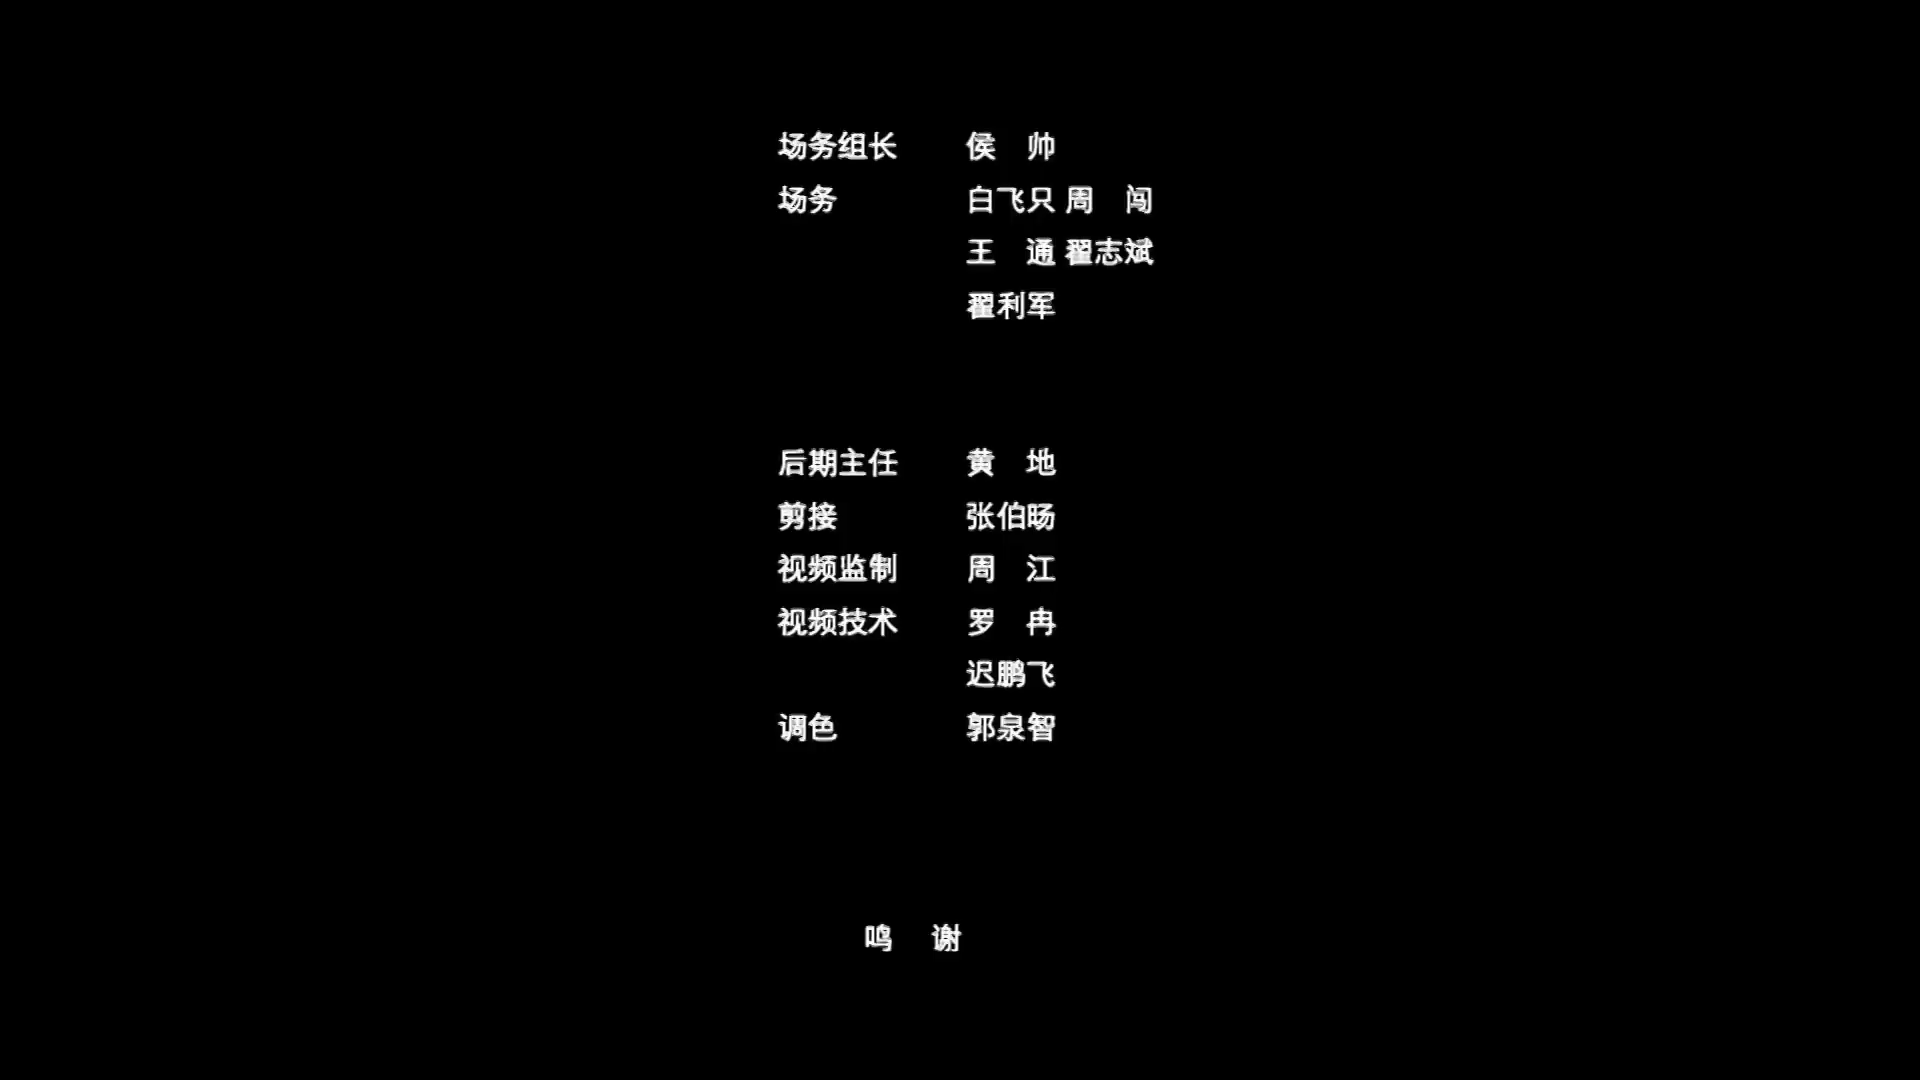 场务组长 侯 帅
场务 白飞只 周 闯
王 通 翟志斌
翟利军
后期主任 黄 地
剪接 张伯旸
视频监制 周 江
视频技术 罗 冉
迟鹏飞
调色 郭泉智
鸣 谢